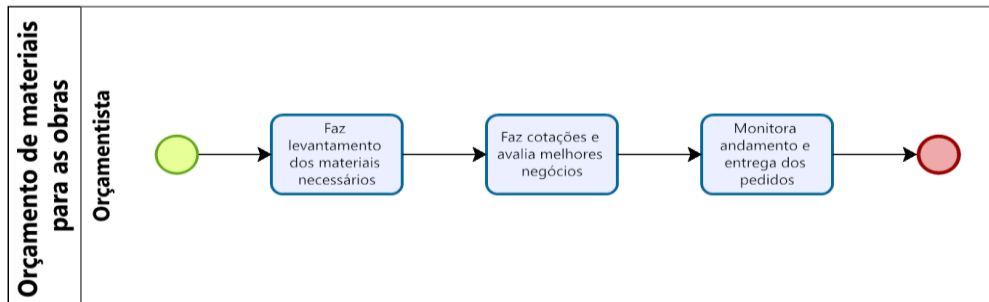 Orçamento de materiais
para as obras
Orçamentista
Faz
levantamento
dos materiais
necessários
Faz cotações e
avalia melhores
negócios
Monitora
andamento e
entrega dos
pedidos